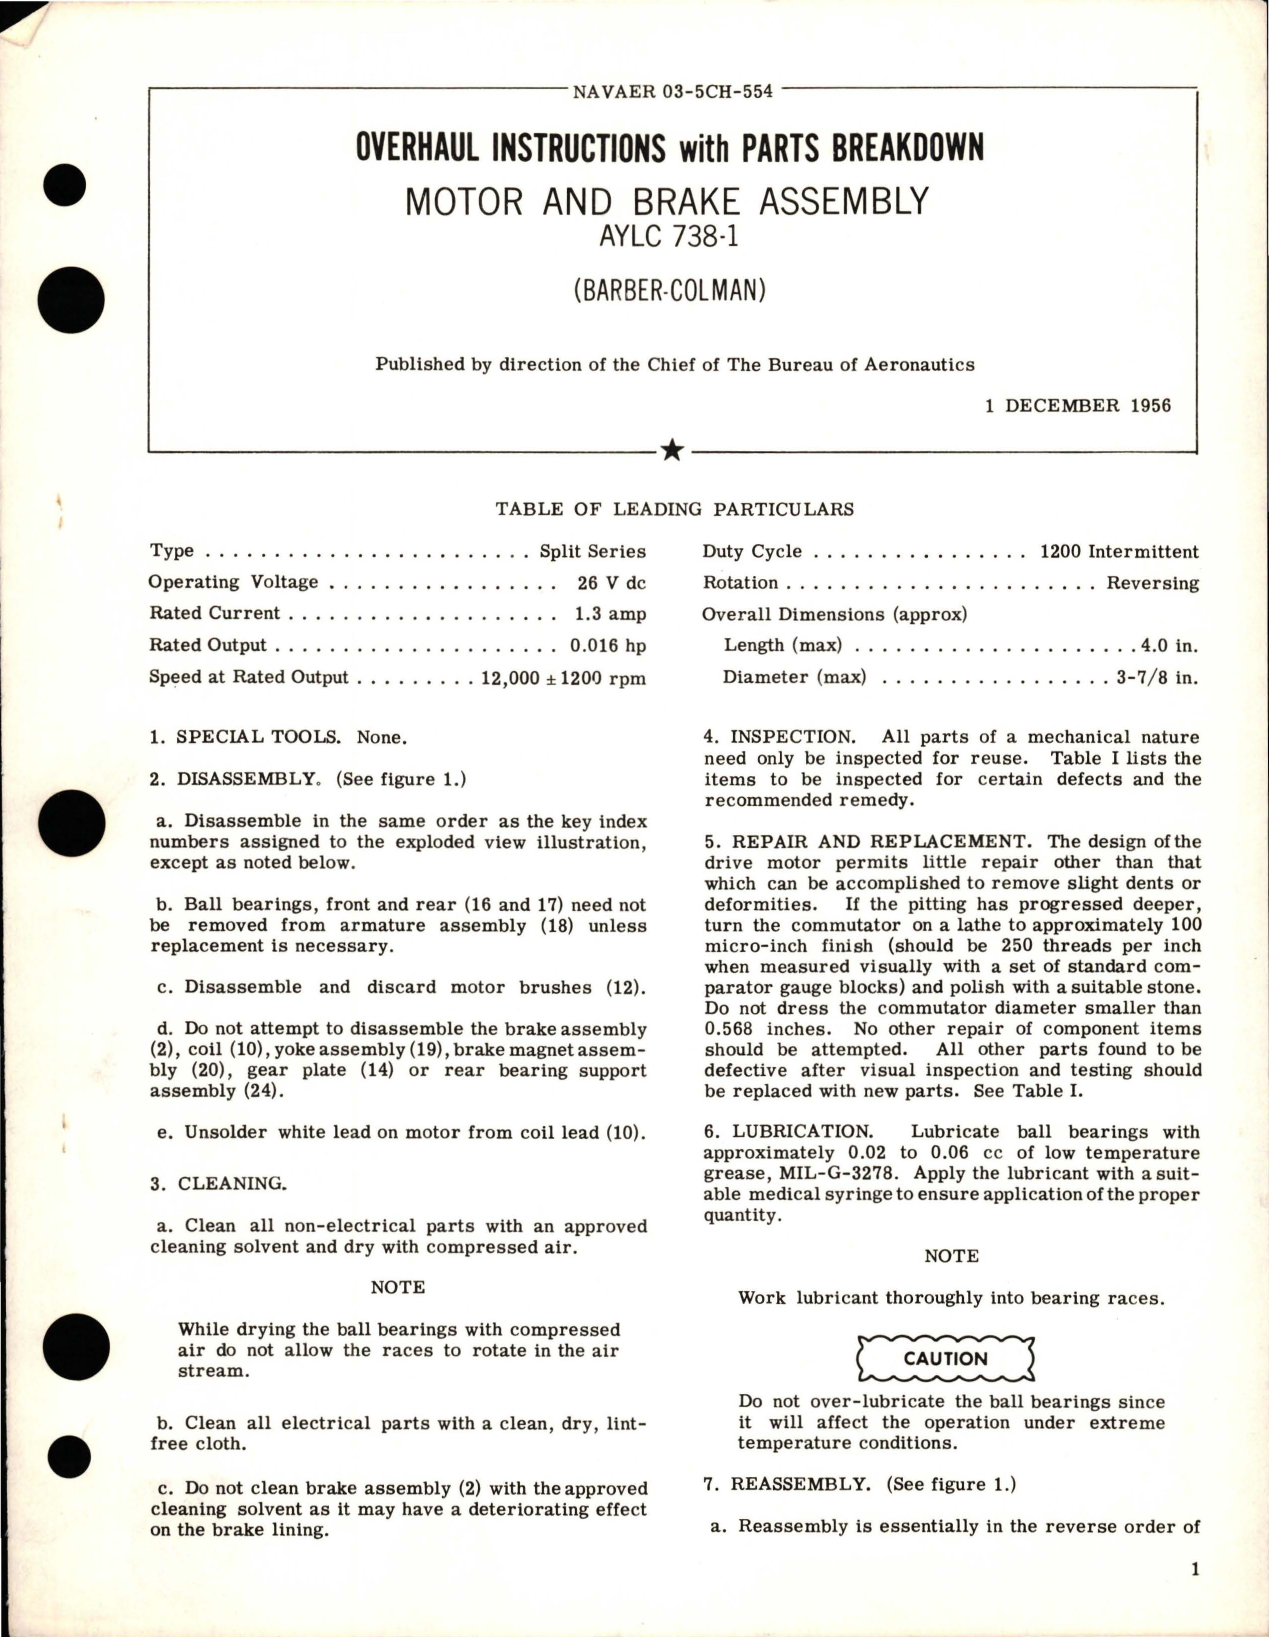 NAVAER 03-5CH-554
OVERHAUL INSTRUCTIONS with PARTS BREAKDOWN
MOTOR AND BRAKE ASSEMBLY
AYLC 738-1
(BARBER-COLMAN)
Published by direction of the Chief of The Bureau of Aeronautics
1 DECEMBER 1956
TABLE OF LEADING PARTICULARS
Type . . . . . . . . . . . . . . . . . . . . . . . . Split Series
Operating Voltage . . . . . . . . . . . . . . . . . 26 V dc
Rated Current . . . . . . . . . . . . . . . . . . . . 1.3 amp
Rated Output . . . . . . . . . . . . . . . . . . . . . 0.016 hp
Speed at Rated Output . . . . . . . . . 12,000 ± 1200 rpm
Duty Cycle . . . . . . . . . . . . . . . . 1200 Intermittent
Rotation . . . . . . . . . . . . . . . . . . . . . . . Reversing
Overall Dimensions (approx)
Length (max) . . . . . . . . . . . . . . . . . . . . . 4.0 in.
Diameter (max) . . . . . . . . . . . . . . . . . 3-7/8 in.
1. SPECIAL TOOLS. None.
2. DISASSEMBLY. (See figure 1.)
a. Disassemble in the same order as the key index
numbers assigned to the exploded view illustration,
except as noted below.
b. Ball bearings, front and rear (16 and 17) need not
be removed from armature assembly (18) unless
replacement is necessary.
c. Disassemble and discard motor brushes (12).
d. Do not attempt to disassemble the brake assembly
(2), coil (10), yoke assembly (19), brake magnet assem-
bly (20), gear plate (14) or rear bearing support
assembly (24).
e. Unsolder white lead on motor from coil lead (10).
3. CLEANING.
a. Clean all non-electrical parts with an approved
cleaning solvent and dry with compressed air.
NOTE
While drying the ball bearings with compressed
air do not allow the races to rotate in the air
stream.
b. Clean all electrical parts with a clean, dry, lint-
free cloth.
c. Do not clean brake assembly (2) with the approved
cleaning solvent as it may have a deteriorating effect
on the brake lining.
4. INSPECTION. All parts of a mechanical nature
need only be inspected for reuse. Table I lists the
items to be inspected for certain defects and the
recommended remedy.
5. REPAIR AND REPLACEMENT. The design of the
drive motor permits little repair other than that
which can be accomplished to remove slight dents or
deformities. If the pitting has progressed deeper,
turn the commutator on a lathe to approximately 100
micro-inch finish (should be 250 threads per inch
when measured visually with a set of standard com-
parator gauge blocks) and polish with a suitable stone.
Do not dress the commutator diameter smaller than
0.568 inches. No other repair of component items
should be attempted. All other parts found to be
defective after visual inspection and testing should
be replaced with new parts. See Table I.
6. LUBRICATION. Lubricate ball bearings with
approximately 0.02 to 0.06 cc of low temperature
grease, MIL-G-3278. Apply the lubricant with a suit-
able medical syringe to ensure application of the proper
quantity.
NOTE
Work lubricant thoroughly into bearing races.
CAUTION
Do not over-lubricate the ball bearings since
it will affect the operation under extreme
temperature conditions.
7. REASSEMBLY. (See figure 1.)
a. Reassembly is essentially in the reverse order of
1